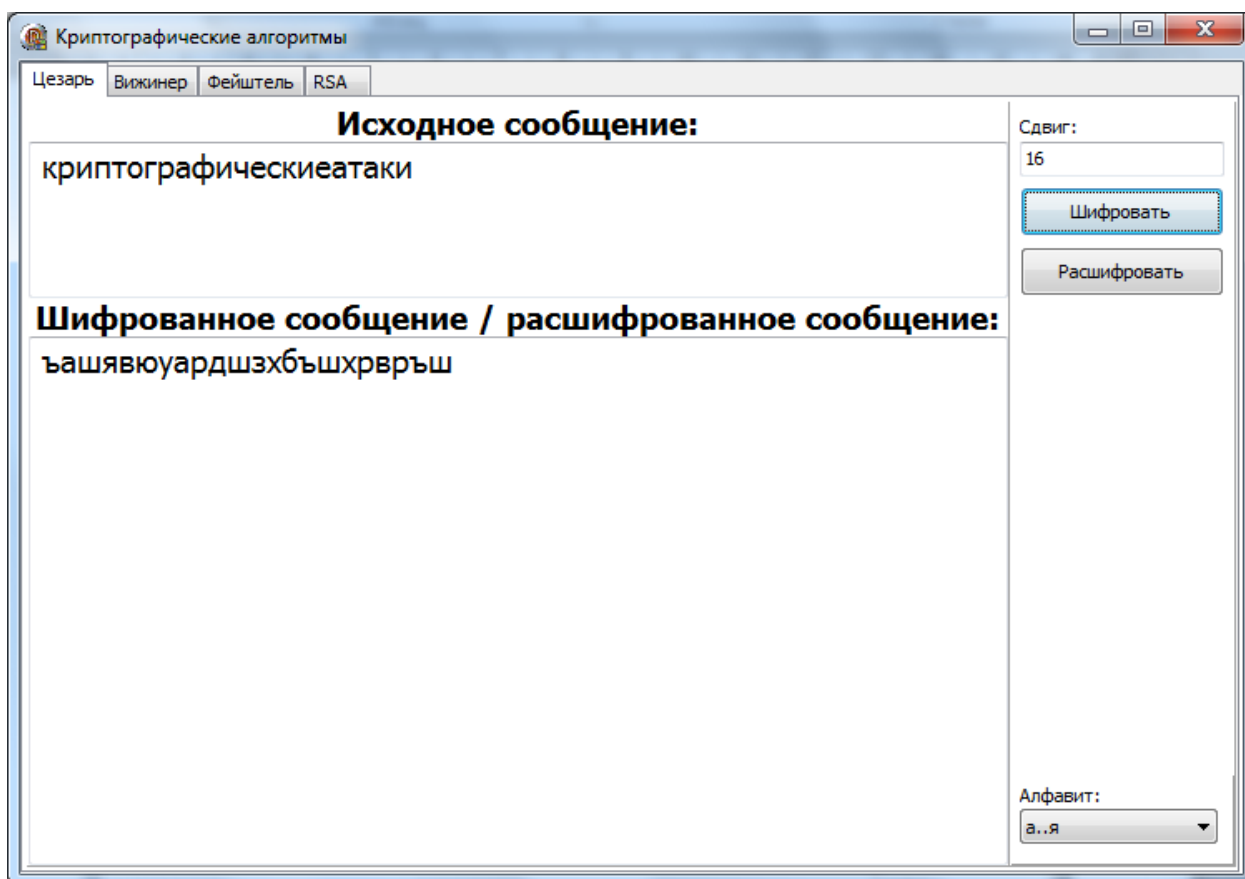 Криптографические алгоритмы
Цезарь Вижинер Фейштель RSA
Исходное сообщение:
криптографическиеатаки
Сдвиг:
16
Шифровать
Расшифровать
Шифрованное сообщение / расшифрованное сообщение:
ъашявюуардшзхбъшхрвръш
Алфавит:
а..я